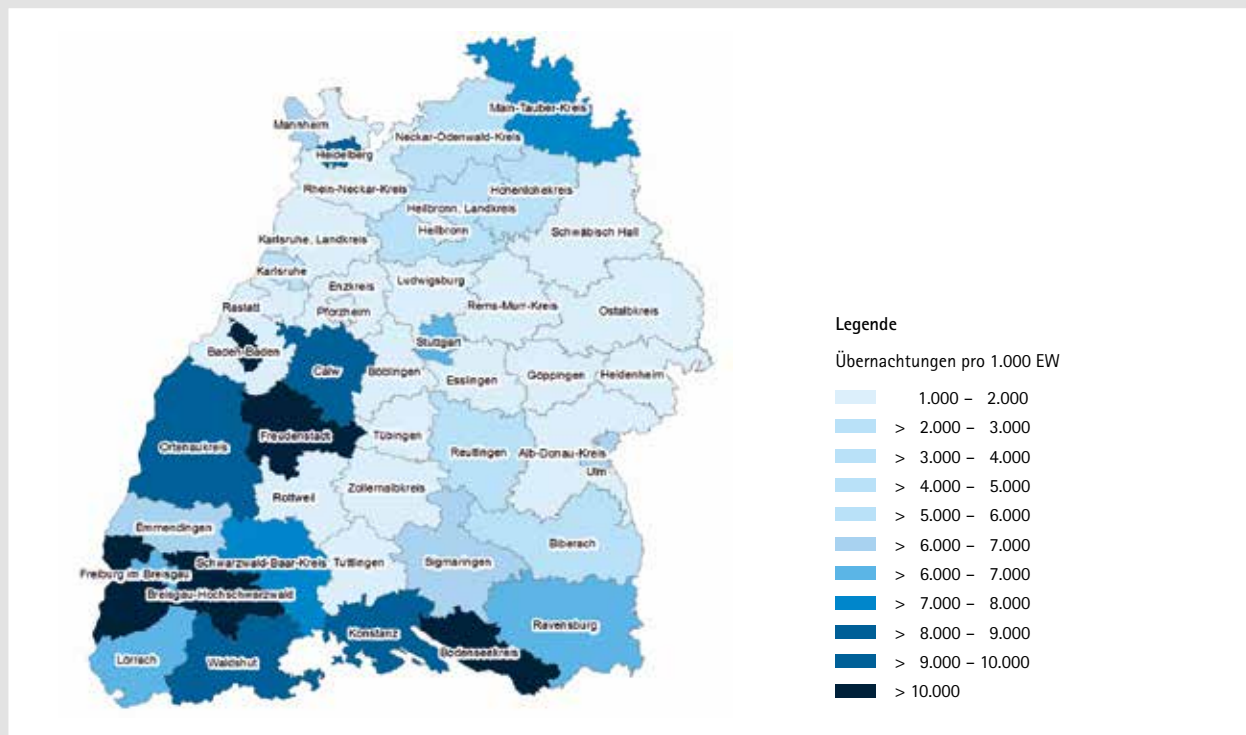 Main-Tauber-Kreis
Mannheim
Neckar-Odenwald-Kreis
Heidelberg
Rhein-Neckar-Kreis
Hohenlohekreis
Heilbronn, Landkreis
Heilbronn
Schwäbisch Hall
Karlsruhe, Landkreis
Karlsruhe
Enzkreis
Ludwigsburg
Rems-Murr-Kreis
Ostalbkreis
Rastatt
Pforzheim
Stuttgart
Baden-Baden
Calw
Böblingen
Esslingen
Göppingen
Heidenheim
Ortenaukreis
Freudenstadt
Tübingen
Reutlingen
Alb-Donau-Kreis
Ulm
Rottweil
Zollernalbkreis
Emmendingen
Biberach
Schwarzwald-Baar-Kreis
Tuttlingen
Sigmaringen
Freiburg im Breisgau
Breisgau-Hochschwarzwald
Ravensburg
Konstanz
Bodenseekreis
Lörrach
Waldshut
Legende
Übernachtungen pro 1.000 EW
1.000 – 2.000
> 2.000 – 3.000
> 3.000 – 4.000
> 4.000 – 5.000
> 5.000 – 6.000
> 6.000 – 7.000
> 6.000 – 7.000
> 7.000 – 8.000
> 8.000 – 9.000
> 9.000 – 10.000
> 10.000